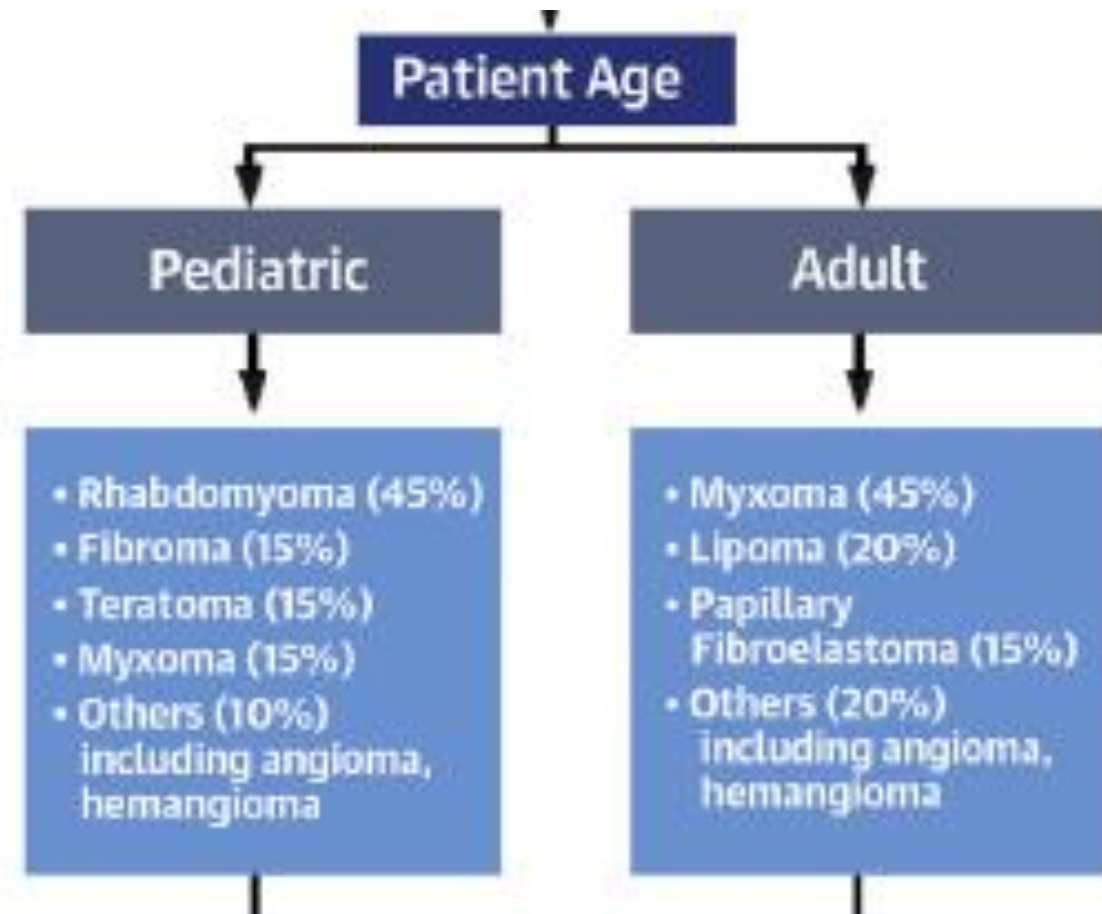 Patient Age
Pediatric
• Rhabdomyoma (45%)
• Fibroma (15%)
• Teratoma (15%)
• Myxoma (15%)
• Others (10%)
including angioma,
hemangioma
Adult
• Myxoma (45%)
• Lipoma (20%)
• Papillary
Fibroelastoma (15%)
• Others (20%)
including angioma,
hemangioma